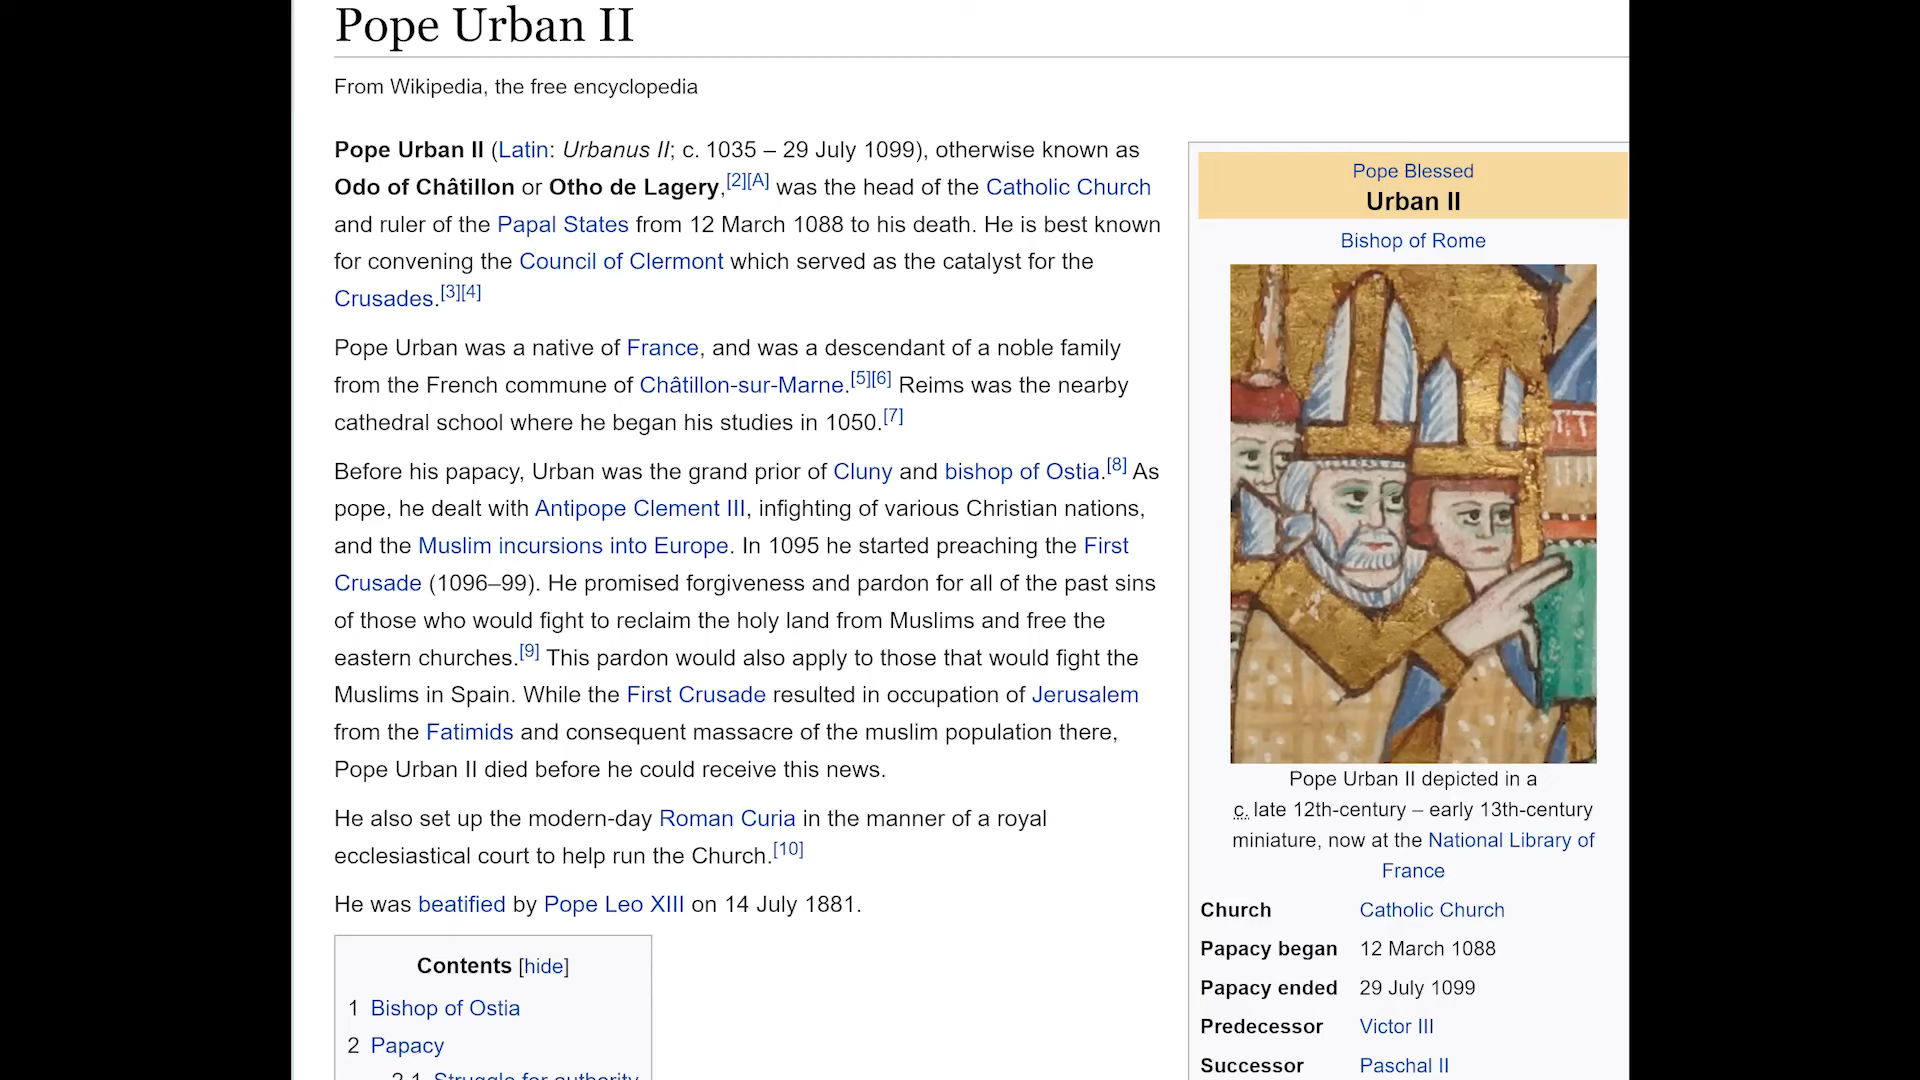 Pope Urban II
From Wikipedia, the free encyclopedia
Pope Urban II (Latin: Urbanus II; c. 1035 – 29 July 1099), otherwise known as
Odo of Châtillon or Otho de Lagery,[2][A] was the head of the Catholic Church
and ruler of the Papal States from 12 March 1088 to his death. He is best known
for convening the Council of Clermont which served as the catalyst for the
Crusades.[3][4]
Pope Urban was a native of France, and was a descendant of a noble family
from the French commune of Châtillon-sur-Marne.[5][6] Reims was the nearby
cathedral school where he began his studies in 1050.[7]
Before his papacy, Urban was the grand prior of Cluny and bishop of Ostia.[8] As
pope, he dealt with Antipope Clement III, infighting of various Christian nations,
and the Muslim incursions into Europe. In 1095 he started preaching the First
Crusade (1096–99). He promised forgiveness and pardon for all of the past sins
of those who would fight to reclaim the holy land from Muslims and free the
eastern churches.[9] This pardon would also apply to those that would fight the
Muslims in Spain. While the First Crusade resulted in occupation of Jerusalem
from the Fatimids and consequent massacre of the muslim population there,
Pope Urban II died before he could receive this news.
He also set up the modern-day Roman Curia in the manner of a royal
ecclesiastical court to help run the Church.[10]
He was beatified by Pope Leo XIII on 14 July 1881.
Contents [hide]
1 Bishop of Ostia
2 Papacy
2.1 Struggle for authority
Pope Blessed
Urban II
Bishop of Rome
Pope Urban II depicted in a
c. late 12th-century – early 13th-century
miniature, now at the National Library of
France
Church Catholic Church
Papacy began 12 March 1088
Papacy ended 29 July 1099
Predecessor Victor III
Successor Paschal II